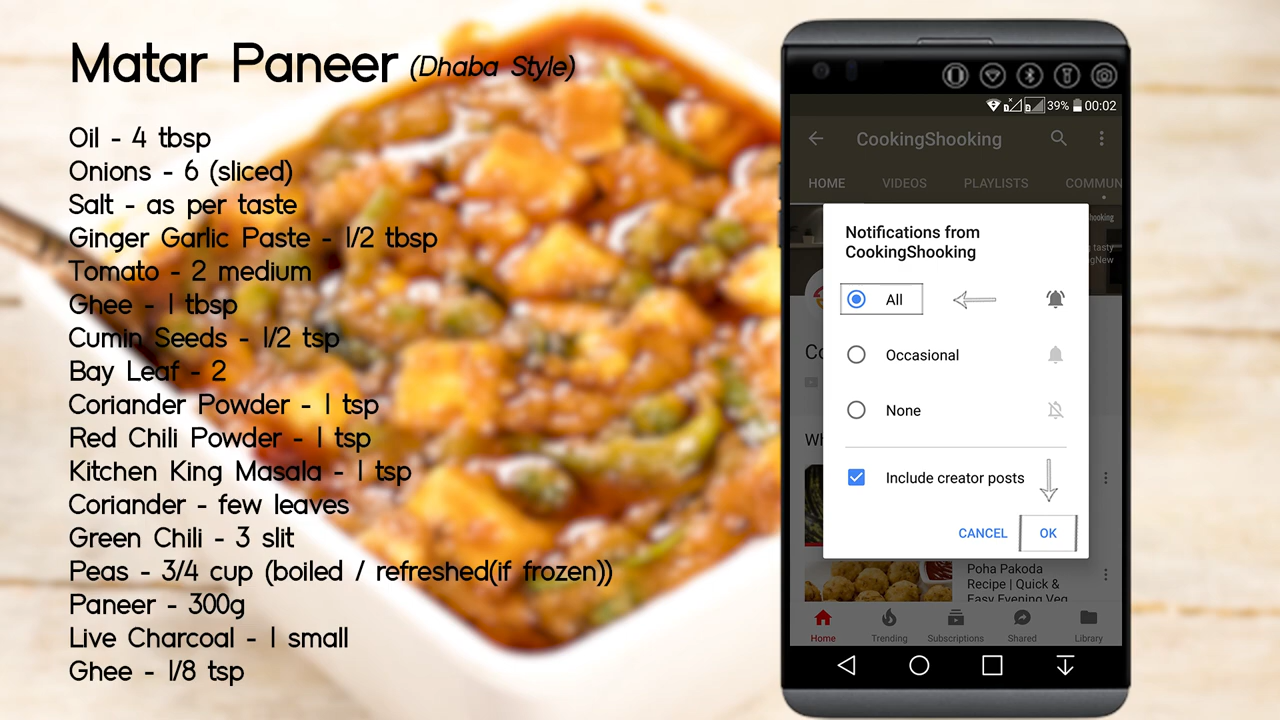 Matar Paneer (Dhaba Style)
Oil - 4 tbsp
Onions - 6 (sliced)
Salt - as per taste
Ginger Garlic Paste - 1/2 tbsp
Tomato - 2 medium
Ghee - 1 tbsp
Cumin Seeds - 1/2 tsp
Bay Leaf - 2
Coriander Powder - 1 tsp
Red Chili Powder - 1 tsp
Kitchen King Masala - 1 tsp
Coriander - few leaves
Green Chili - 3 slit
Peas - 3/4 cup (boiled / refreshed(if frozen))
Paneer - 300g
Live Charcoal - 1 small
Ghee - 1/8 tsp
39% 00:02
CookingShooking
HOME VIDEOS PLAYLISTS COMMUN
Notifications from
CookingShooking
All
Occasional
None
Include creator posts
CANCEL OK
Poha Pakoda
Recipe | Quick &
Easy Evening Veg
Home Trending Subscriptions Shared Library